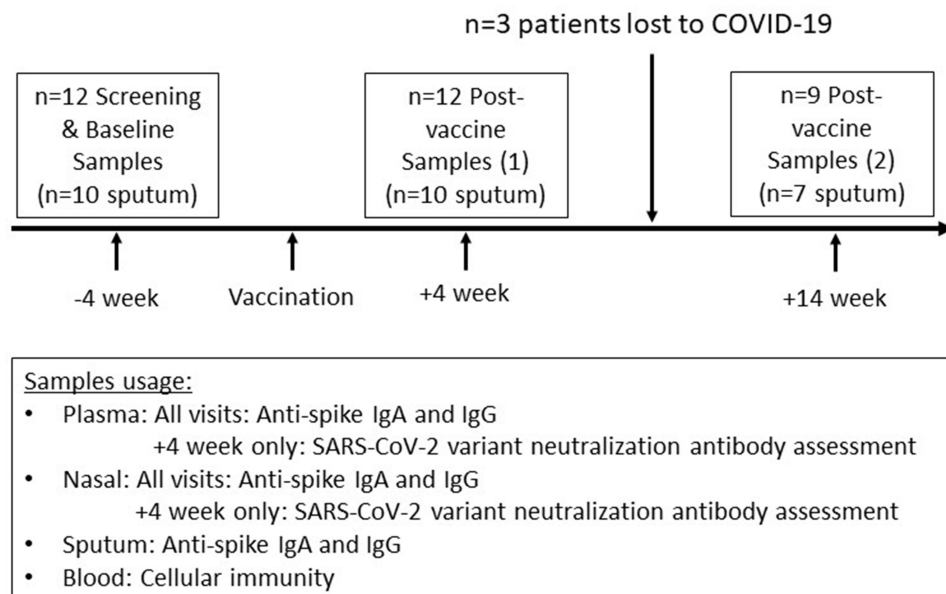 n=3 patients lost to COVID-19
n=12 Screening
& Baseline
Samples
(n=10 sputum)
n=12 Post-
vaccine
Samples (1)
(n=10 sputum)
n=9 Post-
vaccine
Samples (2)
(n=7 sputum)
-4 week
Vaccination
+4 week
+14 week
Samples usage:
• Plasma: All visits: Anti-spike IgA and IgG
+4 week only: SARS-CoV-2 variant neutralization antibody assessment
• Nasal: All visits: Anti-spike IgA and IgG
+4 week only: SARS-CoV-2 variant neutralization antibody assessment
• Sputum: Anti-spike IgA and IgG
• Blood: Cellular immunity